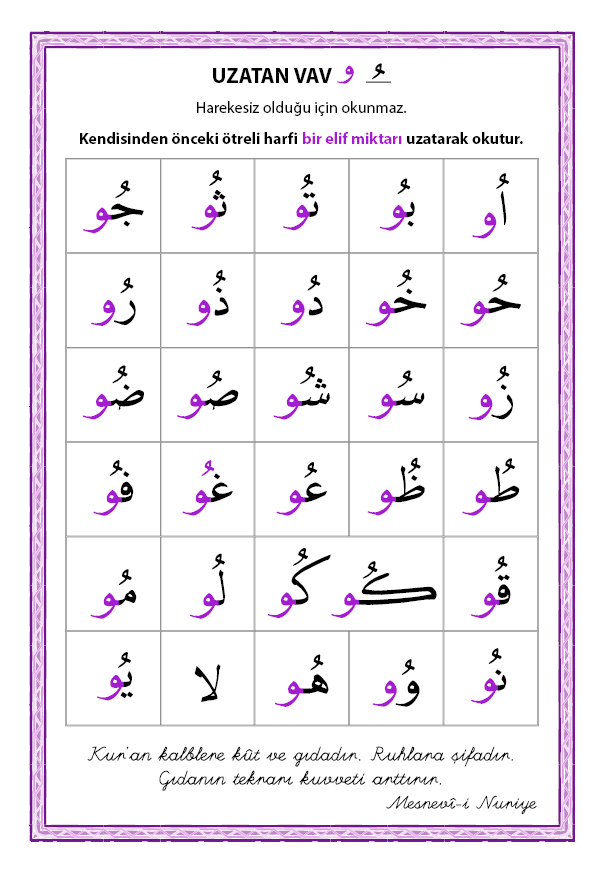 UZATAN VAV و ـُ
Harekesiz olduğu için okunmaz.
Kendisinden önceki ötreli harfi bir elif miktarı uzatarak okutur.
اُو بُو تُو ثُو جُو
حُو خُو دُو ذُو رُو
زُو سُو شُو صُو ضُو
طُو ظُو عُو غُو فُو
قُو كُو كُو لُو مُو
نُو وُو هُو لا يُو
Kur'an kalblere kût ve gıdadır. Ruhlara şifadır.
Gıdanın tekrarı kuvveti arttırır.
Mesnevî-i Nuriye